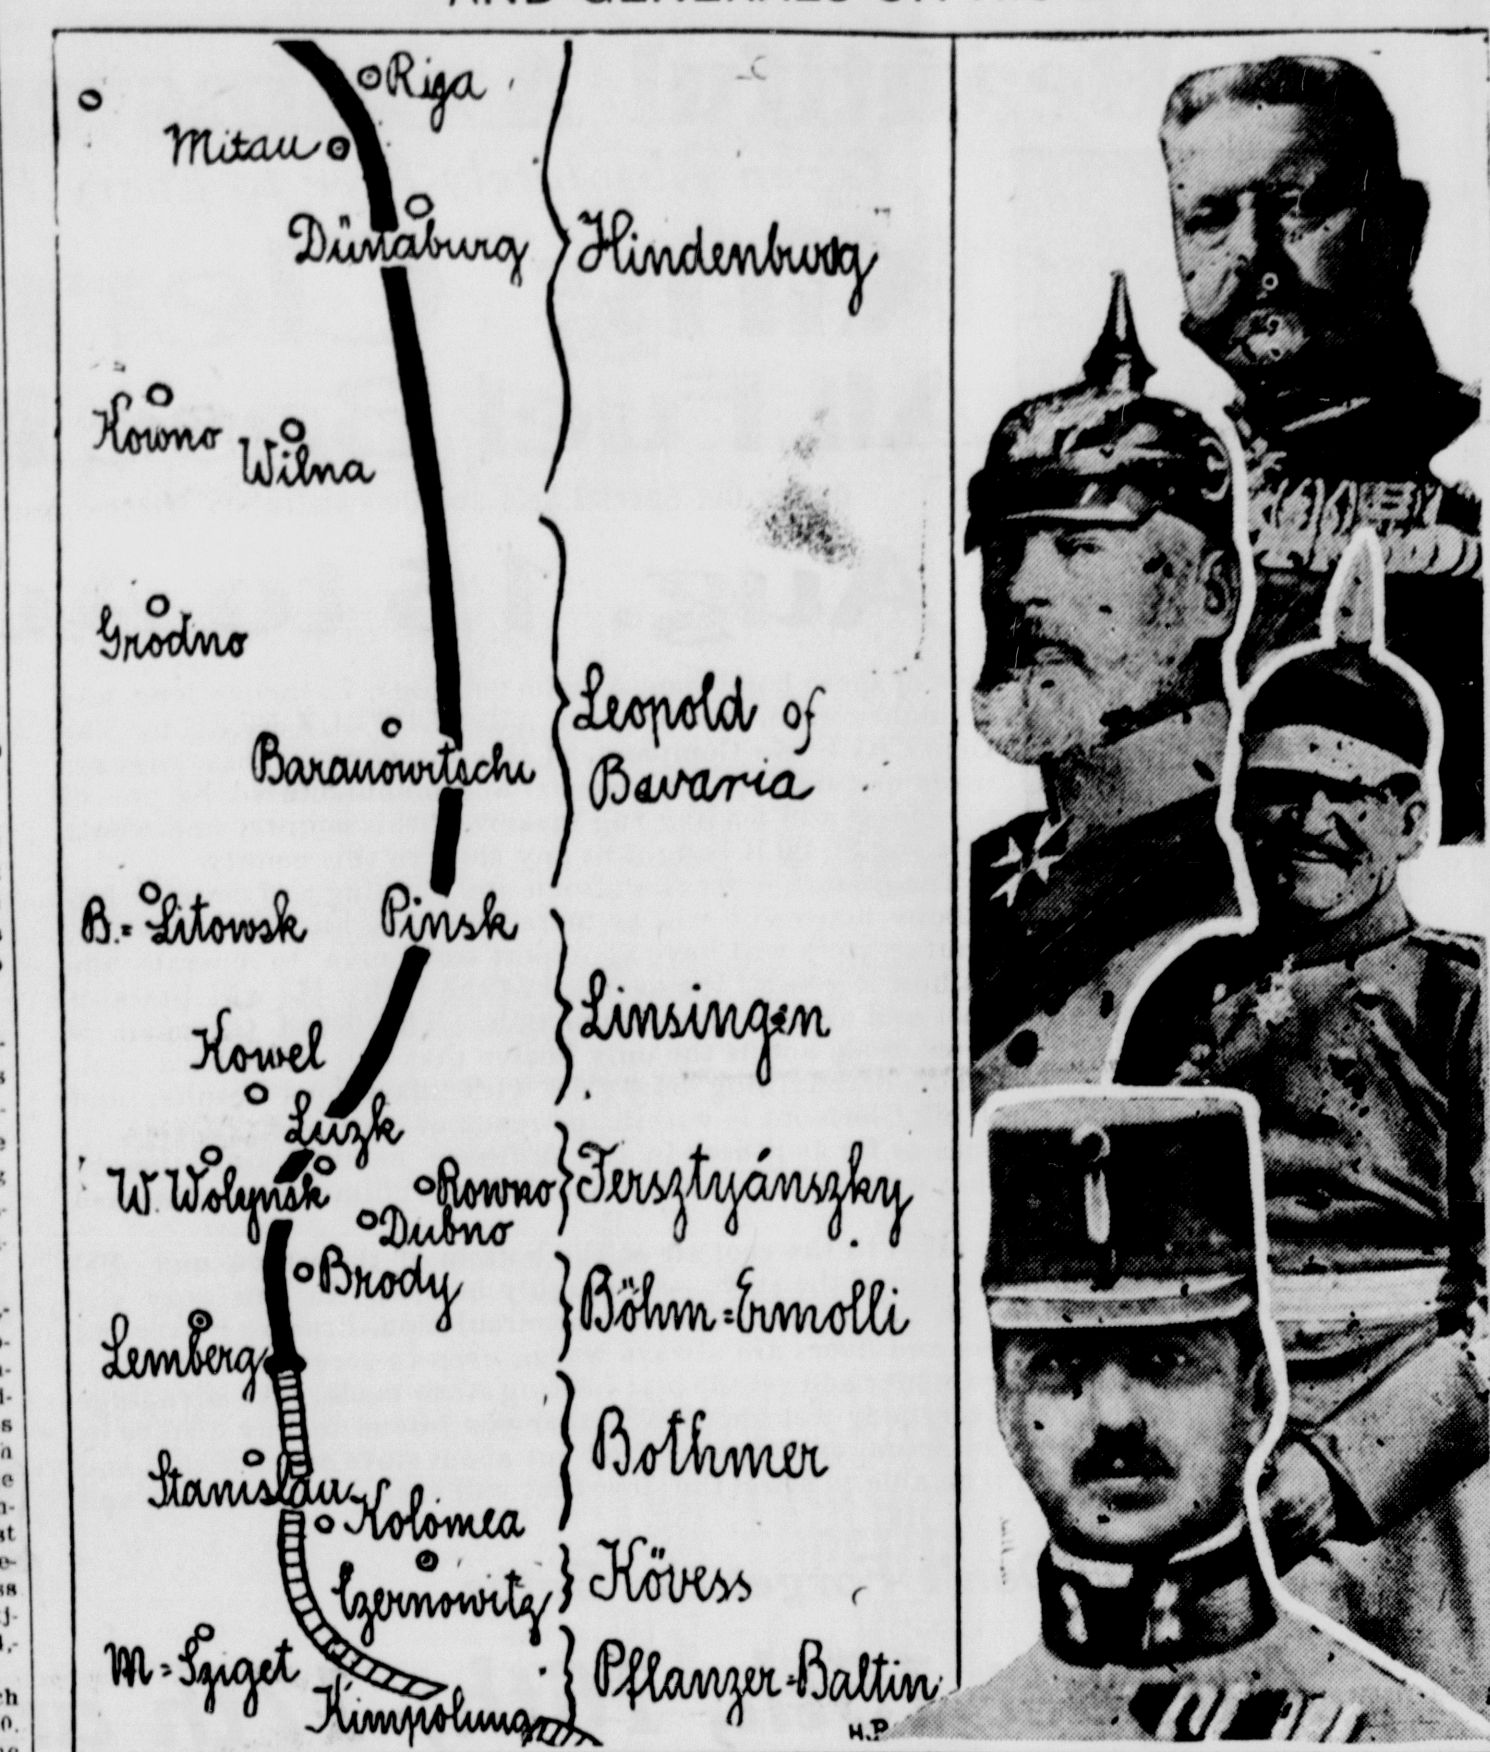 Riga
Mitau
Dünaburg
Hindenburg
Kowno
Wilna
Grodno
Leopold of
Bavaria
Baranowitschi
B.=Litowsk
Pinsk
Linsingen
Kowel
Luzk
W. Wolynsk
Rowno
Tersztyánszky
Dubno
Brody
Böhm=Ermolli
Lemberg
Bothmer
Stanislau
Kolomea
Kövess
Czernowitz
M=Sziget
Pflanzer=Baltin
Kimpolung
H.P.